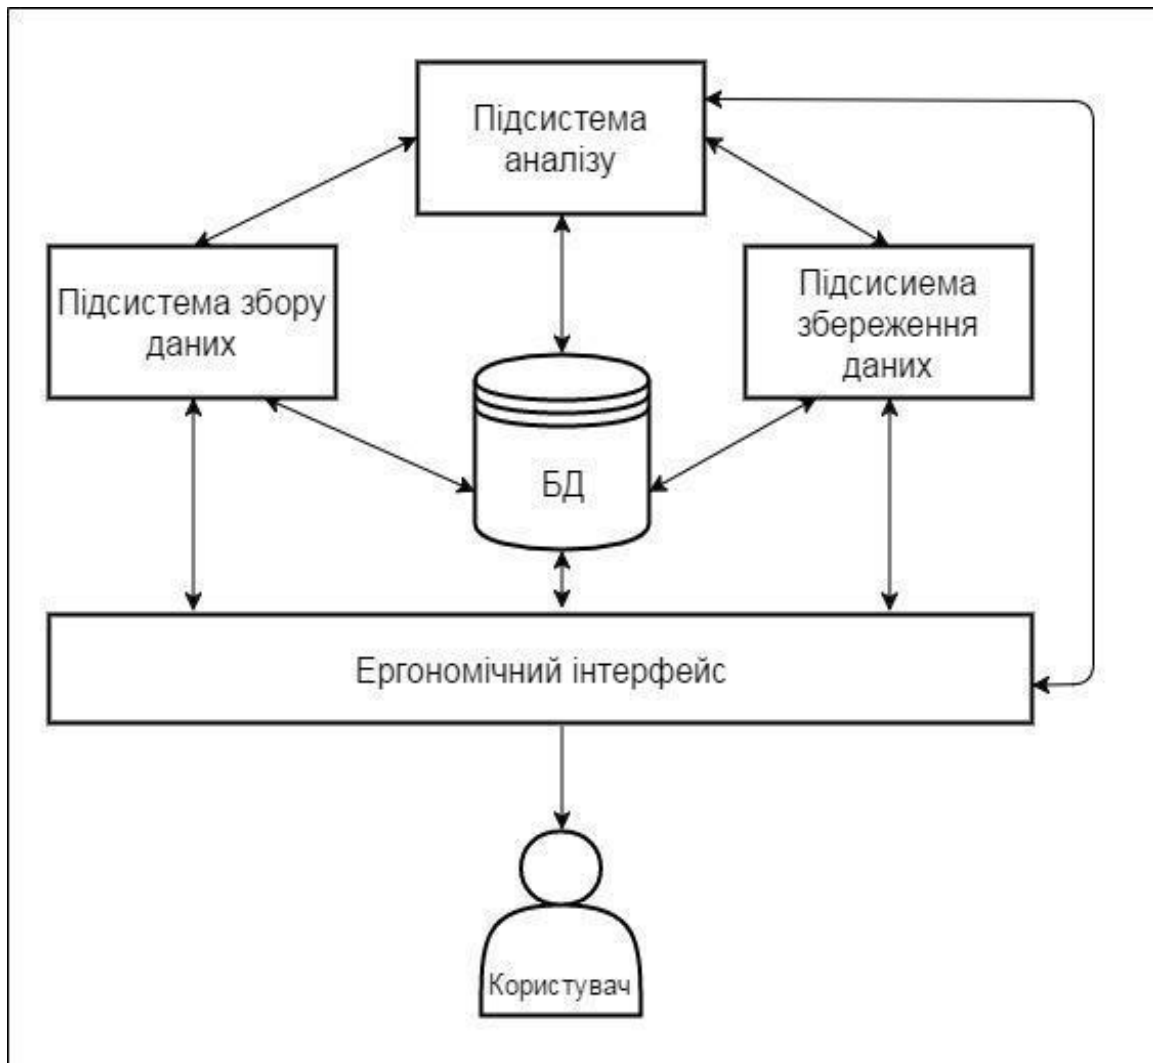 Підсистема
аналізу
Підсистема збору
даних
Підсисиема
збереження
даних
БД
Ергономічний інтерфейс
Користувач